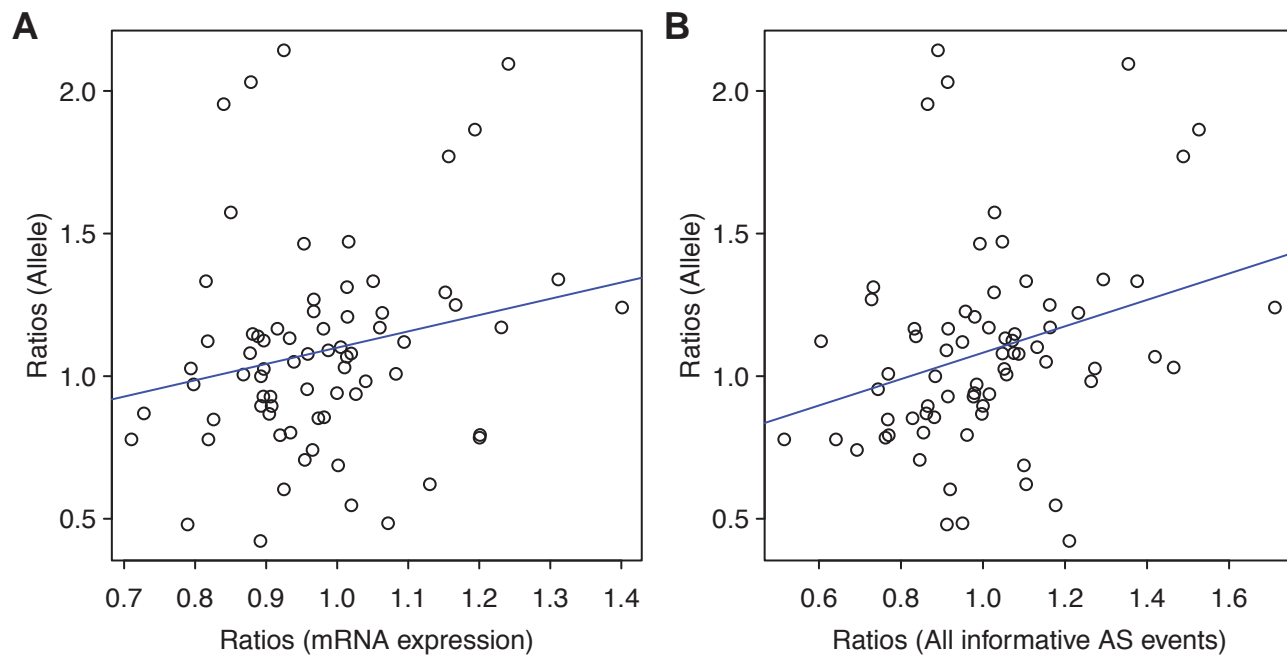 A
Ratios (Allele)
2.0
1.5
1.0
0.5
0.7 0.8 0.9 1.0 1.1 1.2 1.3 1.4
Ratios (mRNA expression)
B
Ratios (Allele)
2.0
1.5
1.0
0.5
0.6 0.8 1.0 1.2 1.4 1.6
Ratios (All informative AS events)